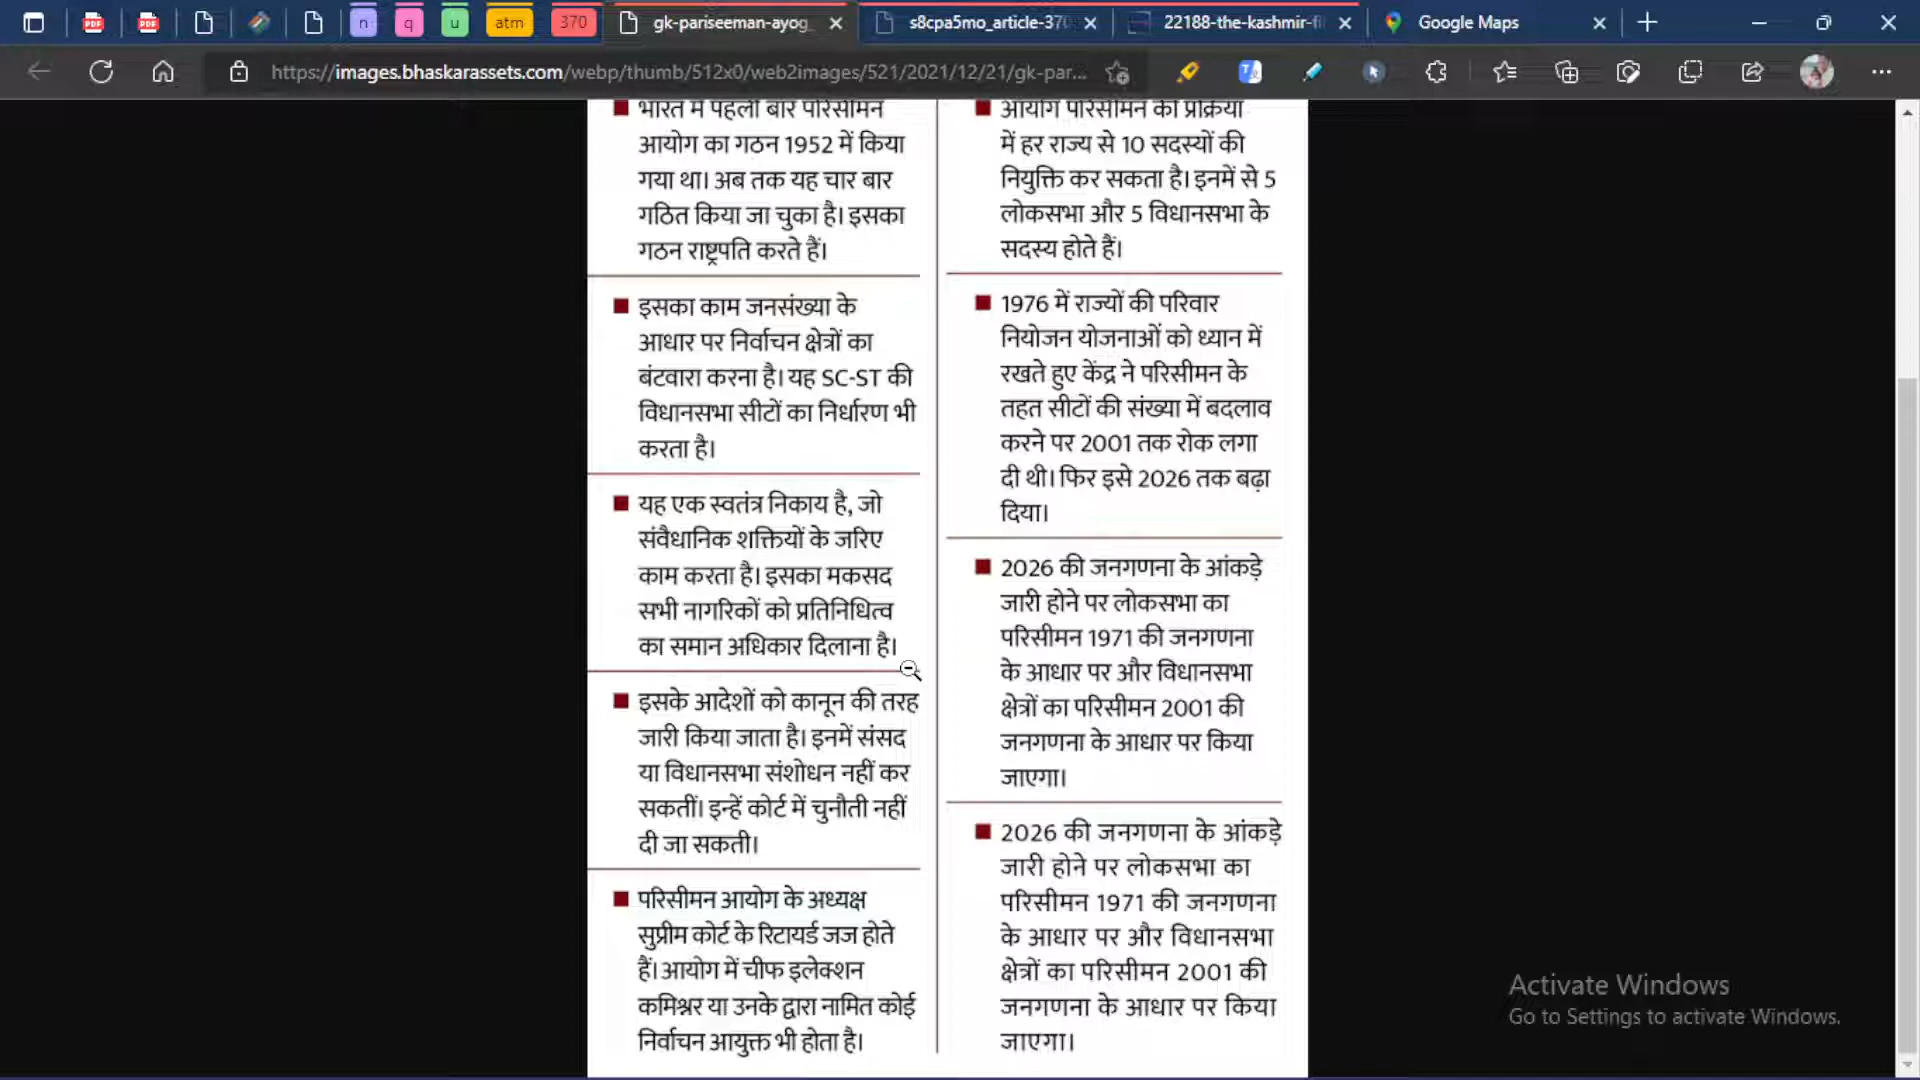 n
q
u
atm
370
gk-pariseeman-ayog
s8cpa5mo_article-370
22188-the-kashmir-fi
Google Maps
https://images.bhaskarassets.com/webp/thumb/512x0/web2images/521/2021/12/21/gk-par...
भारत में पहली बार परिसीमन
आयोग का गठन 1952 में किया
गया था। अब तक यह चार बार
गठित किया जा चुका है। इसका
गठन राष्ट्रपति करते हैं।
इसका काम जनसंख्या के
आधार पर निर्वाचन क्षेत्रों का
बंटवारा करना है। यह SC-ST की
विधानसभा सीटों का निर्धारण भी
करता है।
यह एक स्वतंत्र निकाय है, जो
संवैधानिक शक्तियों के जरिए
काम करता है। इसका मकसद
सभी नागरिकों को प्रतिनिधित्व
का समान अधिकार दिलाना है।
इसके आदेशों को कानून की तरह
जारी किया जाता है। इनमें संसद
या विधानसभा संशोधन नहीं कर
सकतीं। इन्हें कोर्ट में चुनौती नहीं
दी जा सकती।
परिसीमन आयोग के अध्यक्ष
सुप्रीम कोर्ट के रिटायर्ड जज होते
हैं। आयोग में चीफ इलेक्शन
कमिश्नर या उनके द्वारा नामित कोई
निर्वाचन आयुक्त भी होता है।
आयोग परिसीमन की प्रक्रिया
में हर राज्य से 10 सदस्यों की
नियुक्ति कर सकता है। इनमें से 5
लोकसभा और 5 विधानसभा के
सदस्य होते हैं।
1976 में राज्यों की परिवार
नियोजन योजनाओं को ध्यान में
रखते हुए केंद्र ने परिसीमन के
तहत सीटों की संख्या में बदलाव
करने पर 2001 तक रोक लगा
दी थी। फिर इसे 2026 तक बढ़ा
दिया।
2026 की जनगणना के आंकड़े
जारी होने पर लोकसभा का
परिसीमन 1971 की जनगणना
के आधार पर और विधानसभा
क्षेत्रों का परिसीमन 2001 की
जनगणना के आधार पर किया
जाएगा।
2026 की जनगणना के आंकड़े
जारी होने पर लोकसभा का
परिसीमन 1971 की जनगणना
के आधार पर और विधानसभा
क्षेत्रों का परिसीमन 2001 की
जनगणना के आधार पर किया
जाएगा।
Activate Windows
Go to Settings to activate Windows.